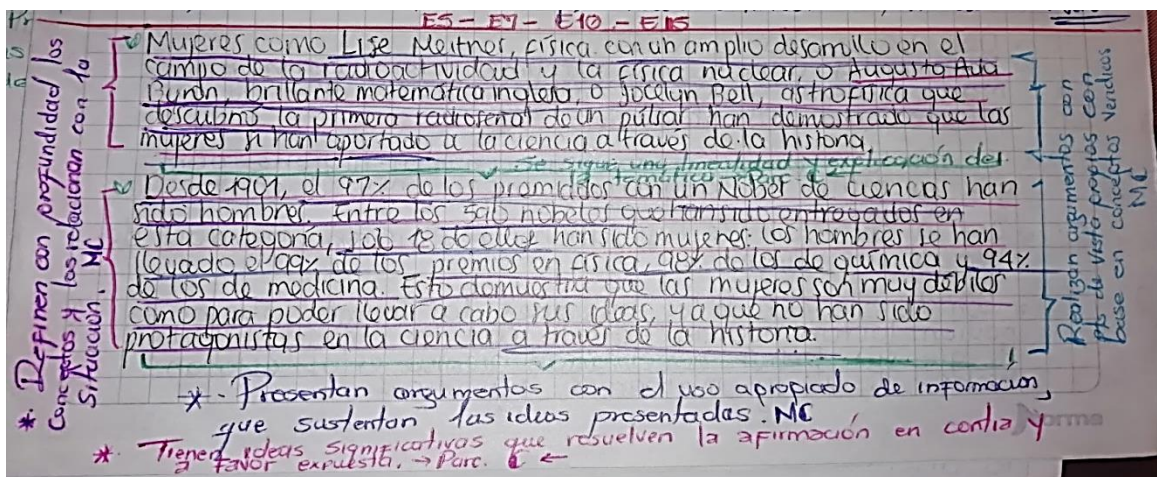 E5 - E7 - E10 - E15
Mujeres como Lise Meitner, física con un amplio desarrollo en el
campo de la radioactividad y la física nuclear, o Augusta Ada
Byron, brillante matemática inglesa, o Jocelyn Bell, astrofísica que
descubrió la primera radioseñal de un púlsar han demostrado que las
mujeres sí han aportado a la ciencia a través de la historia.
Se sigue una linealidad y explicación de
la temática. Parc.
Desde 1901, el 97% de los premidos con un Nobel de ciencas han
sido hombres. Entre los nobeles que han sido entregados en
esta categoría, solo 18 de ellos han sido mujeres: los hombres se han
llevado el 99% de los premios en física, 98% de los de química y 94%
de los de medicina. Esto demuestra que las mujeres son muy débiles
como para poder llevar a cabo sus ideas, ya que no han sido
protagonistas en la ciencia a través de la historia.
* - Presentan argumentos con el uso apropiado de información,
que sustentan las ideas presentadas. MC
* Tienen ideas significativas que resuelven la afirmación en contra y
a favor expuesta. → Parc. C ←
*. Definen con profundidad los
conceptos y los relacionan con la
situación. MC
Realizan argumentos con
pts de vista propios con
base en conceptos verídicos
MC
Norma